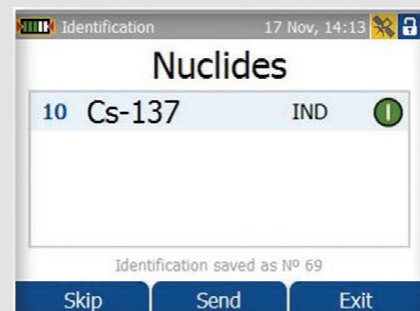 Identification 17 Nov, 14:13
Nuclides
10 Cs-137 IND I
Identification saved as Nº 69
Skip Send Exit